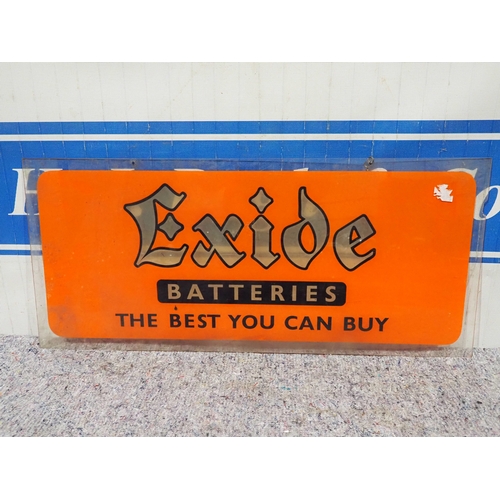 Exide
BATTERIES
THE BEST YOU CAN BUY